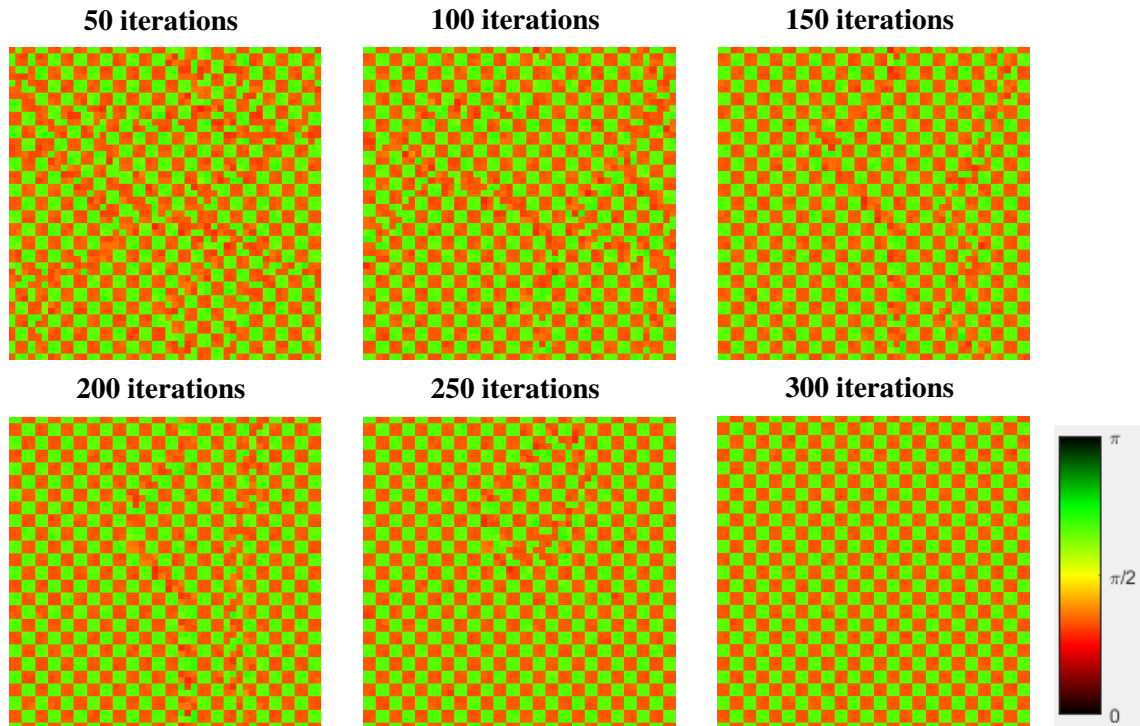 50 iterations
100 iterations
150 iterations
200 iterations
250 iterations
300 iterations
π
π/2
0